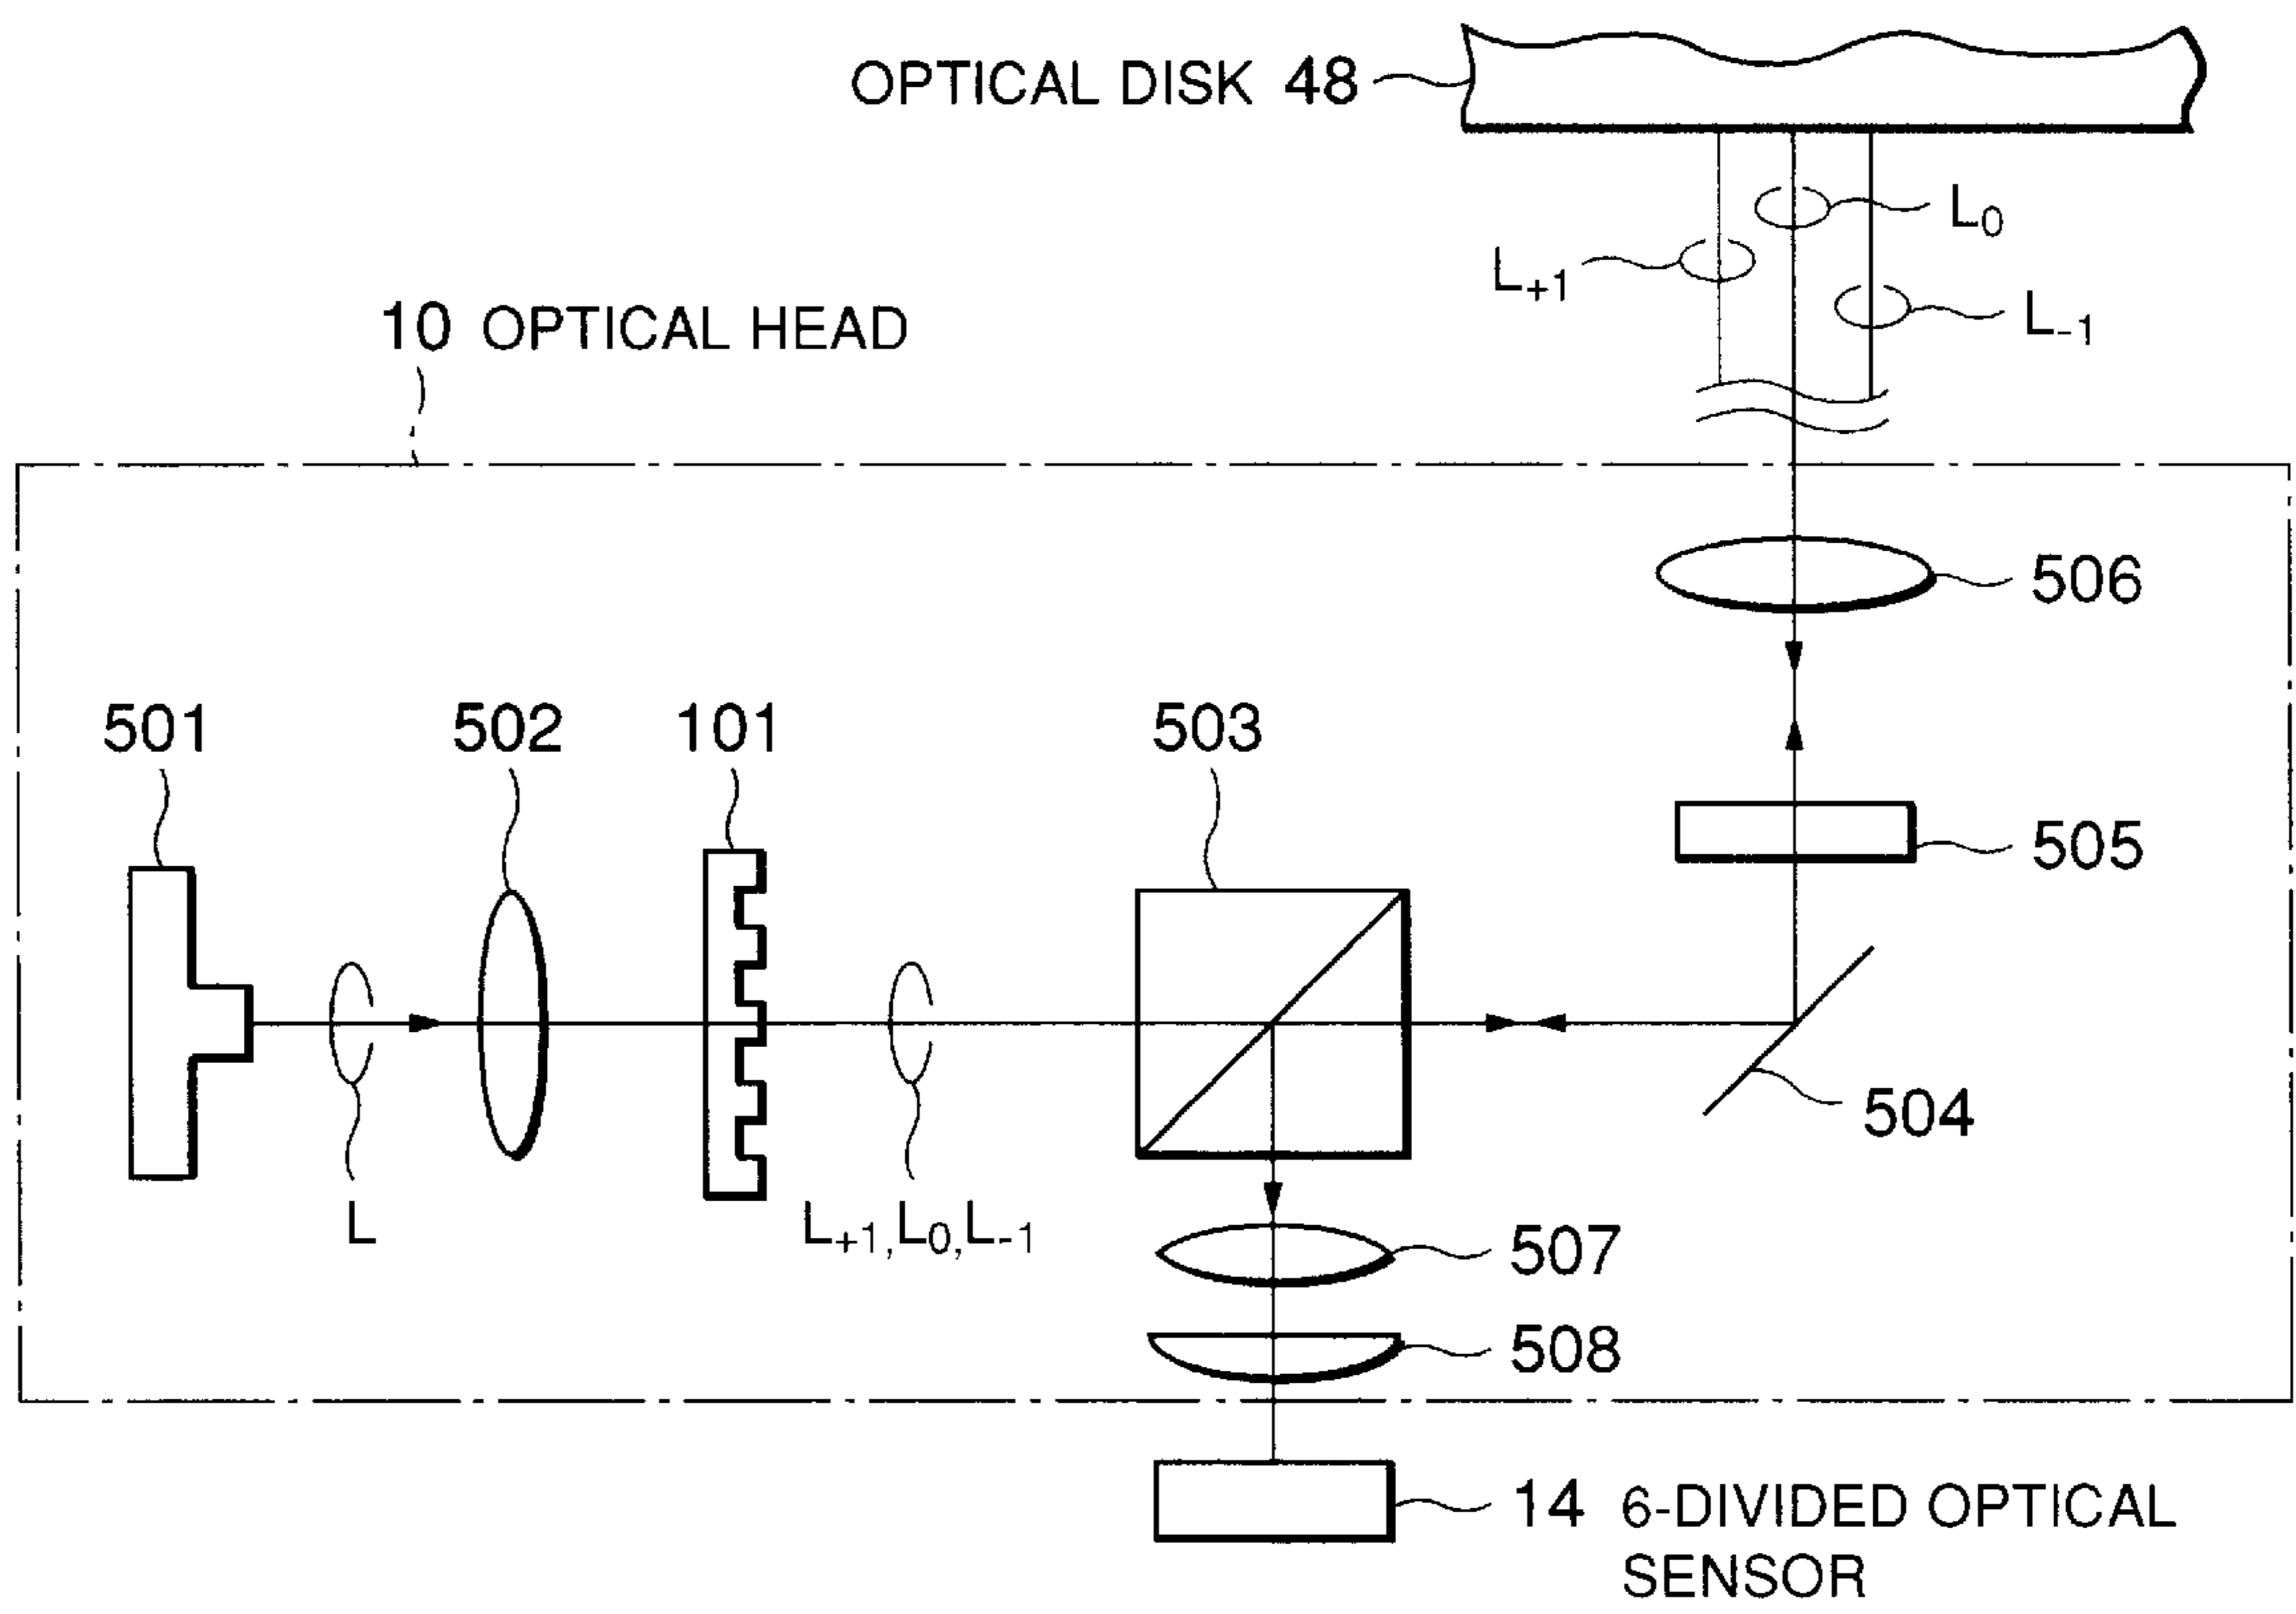 OPTICAL DISK 48
L0
L+1
L-1
10 OPTICAL HEAD
506
501
502
101
503
505
504
L
L+1,L0,L-1
507
508
14 6-DIVIDED OPTICAL
SENSOR